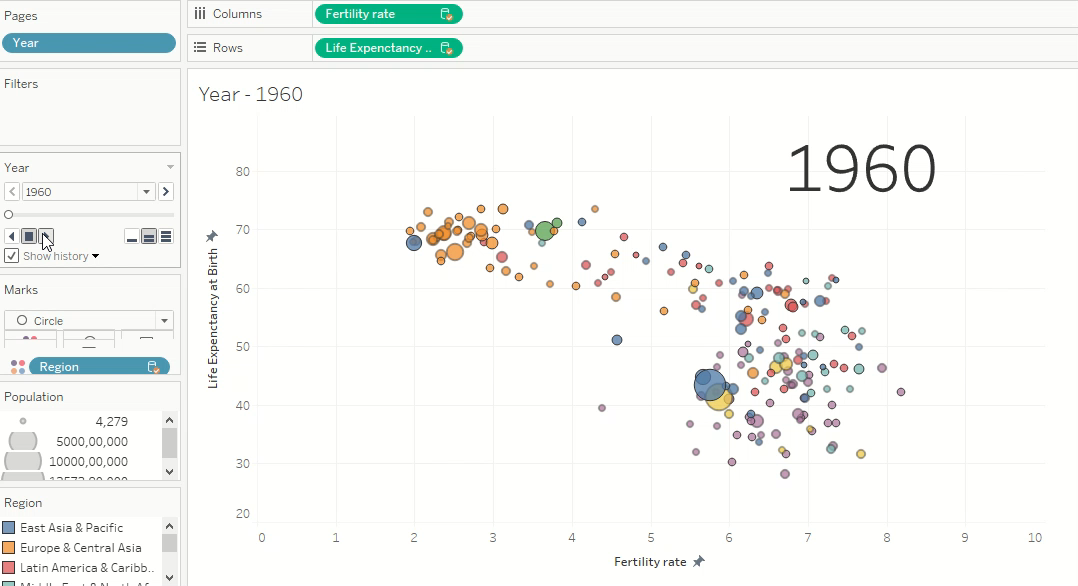 Pages
Columns
Fertility rate
Year
Rows
Life Expenctancy ..
Filters
Year - 1960
1960
Year
1960
Show history
Marks
Circle
Region
Population
4,279
5000,00,000
10000,00,000
Region
East Asia & Pacific
Europe & Central Asia
Latin America & Caribb..
80
70
60
50
40
30
20
Life Expenctancy at Birth
0 1 2 3 4 5 6 7 8 9 10
Fertility rate